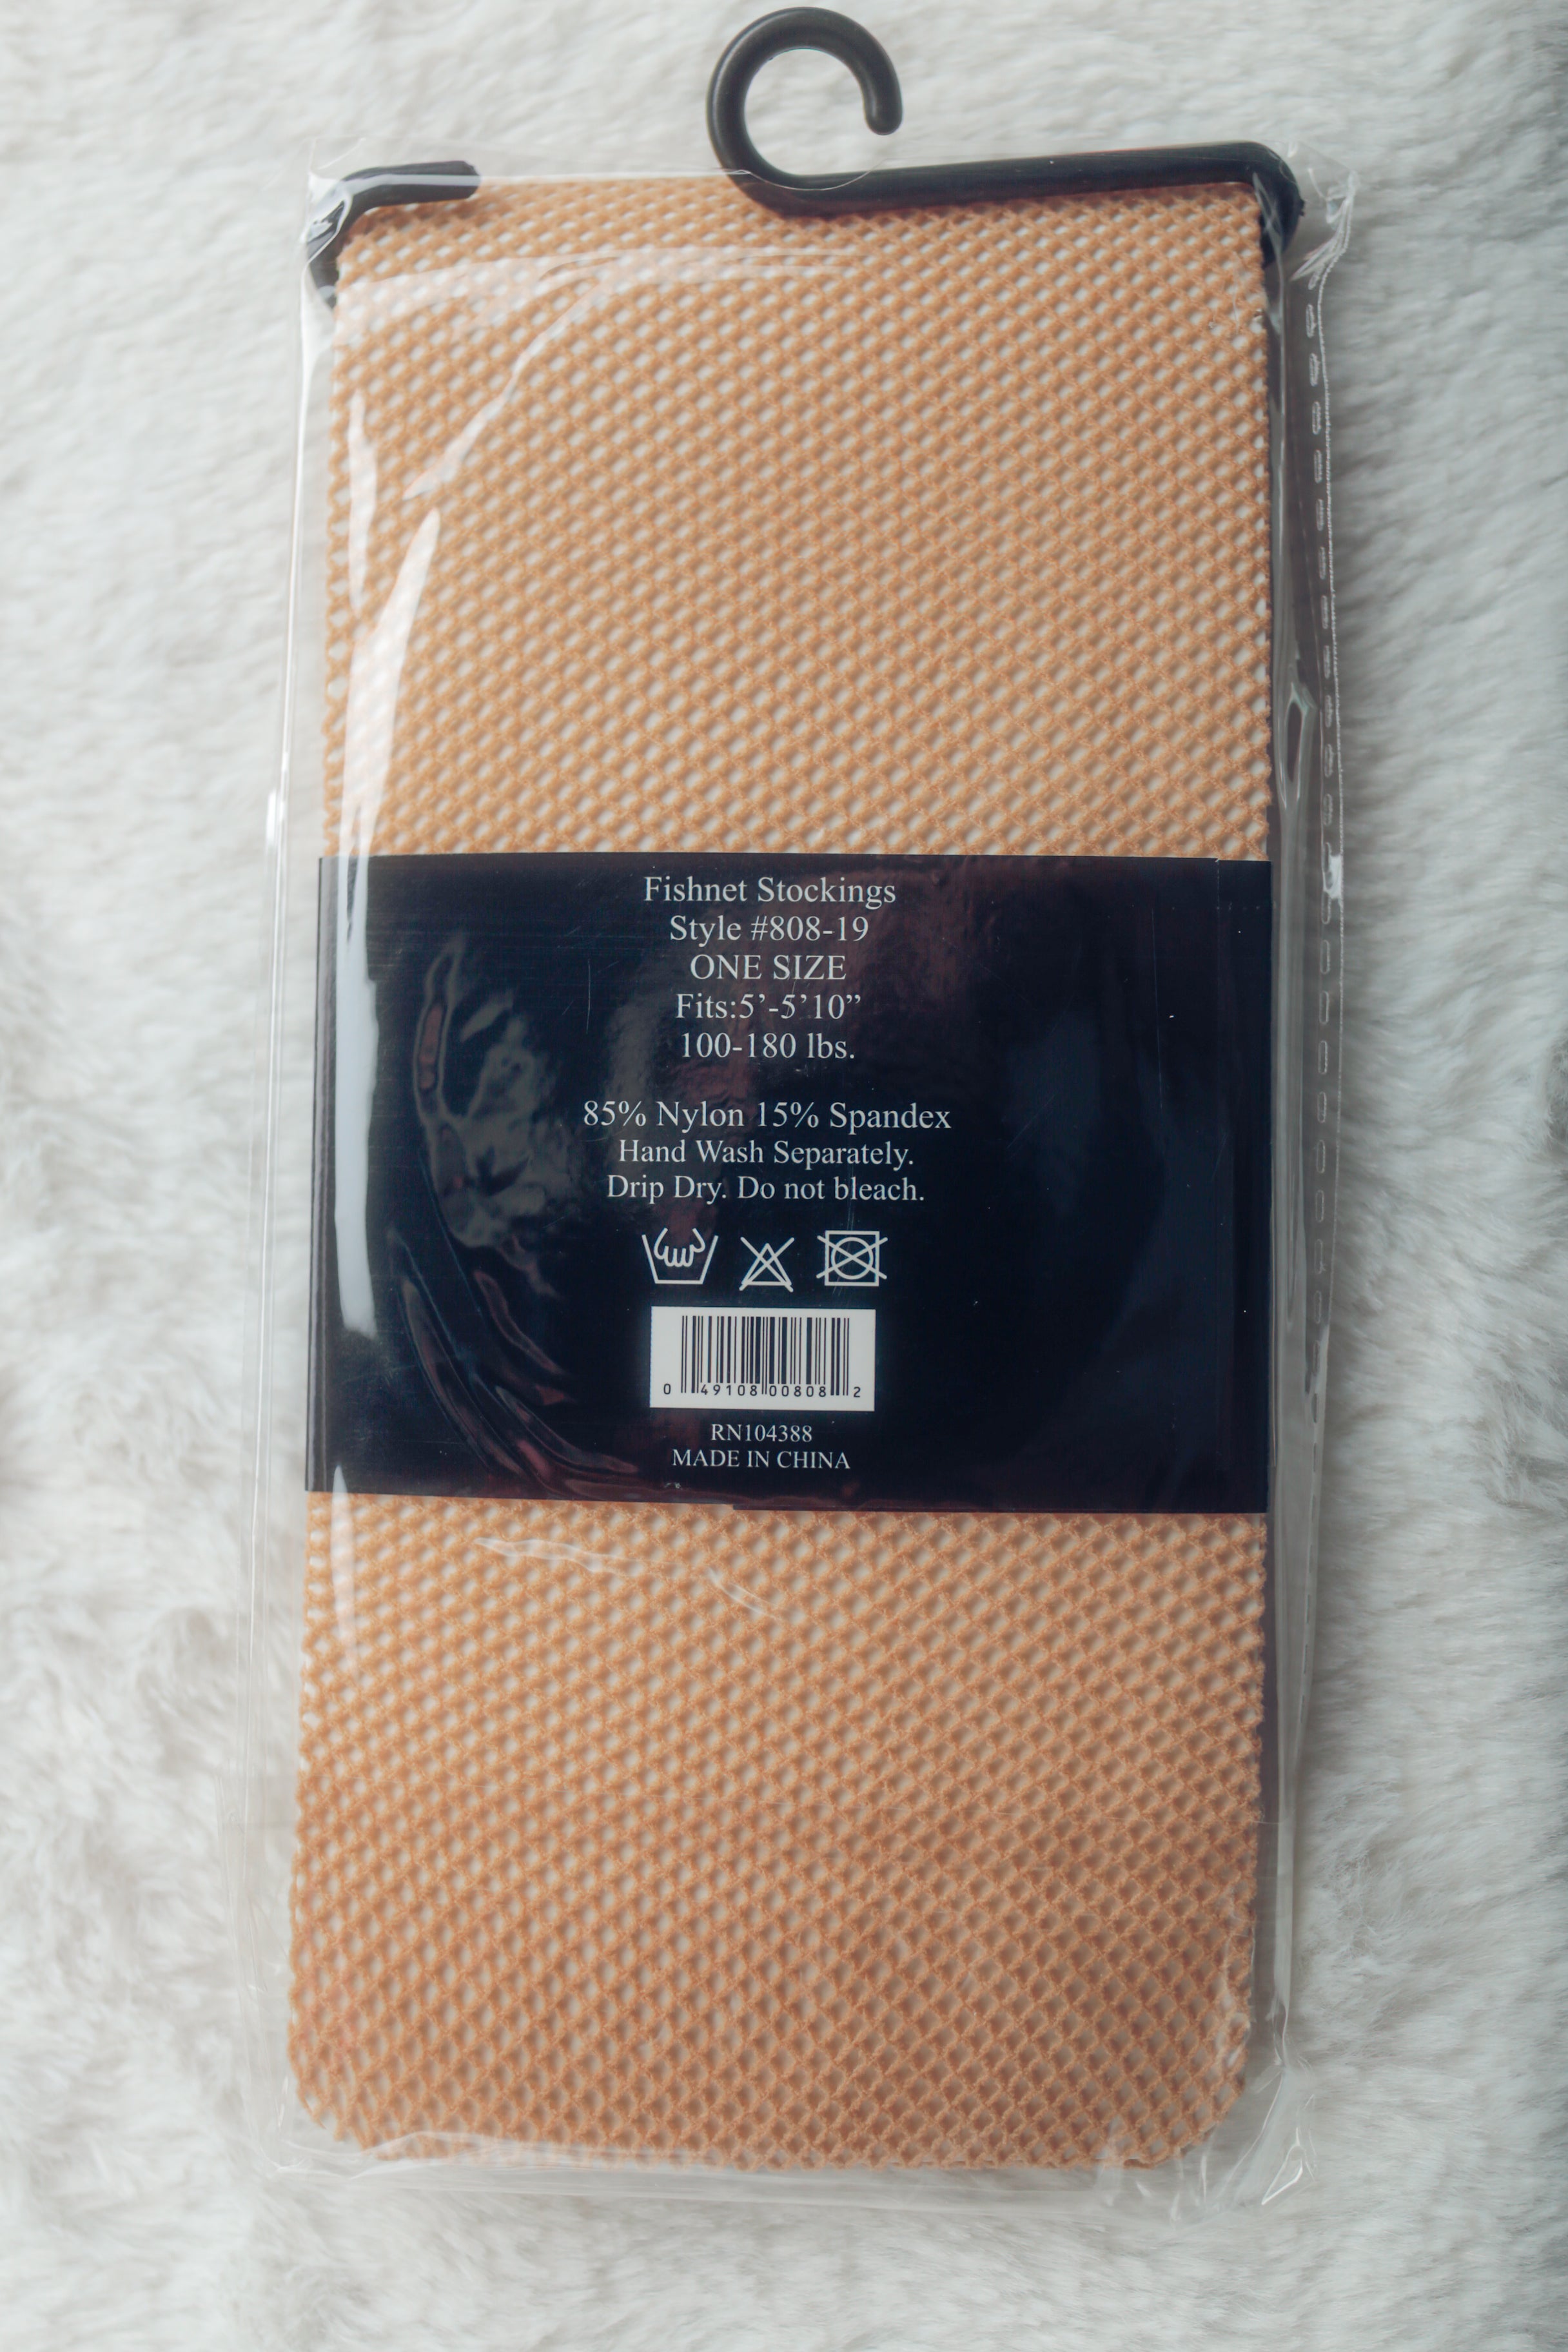 Fishnet Stockings
Style #808-19
ONE SIZE
Fits:5’-5’10”
100-180 lbs.
85% Nylon 15% Spandex
Hand Wash Separately.
Drip Dry. Do not bleach.
0 49108 00808 2
RN104388
MADE IN CHINA